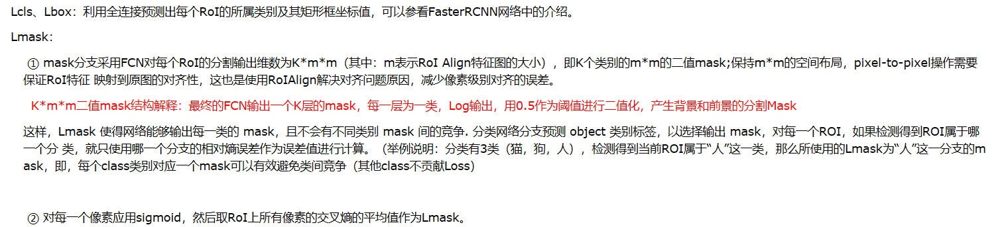 Lcls、Lbox：利用全连接预测出每个RoI的所属类别及其矩形框坐标值，可以参看FasterRCNN网络中的介绍。
Lmask：
① mask分支采用FCN对每个RoI的分割输出维数为K*m*m（其中：m表示RoI Align特征图的大小），即K个类别的m*m的二值mask;保持m*m的空间布局，pixel-to-pixel操作需要
保证RoI特征 映射到原图的对齐性，这也是使用RoIAlign解决对齐问题原因，减少像素级别对齐的误差。
K*m*m二值mask结构解释：最终的FCN输出一个K层的mask，每一层为一类，Log输出，用0.5作为阈值进行二值化，产生背景和前景的分割Mask
这样，Lmask 使得网络能够输出每一类的 mask，且不会有不同类别 mask 间的竞争. 分类网络分支预测 object 类别标签，以选择输出 mask，对每一个ROI，如果检测得到ROI属于哪
一个分 类，就只使用哪一个分支的相对熵误差作为误差值进行计算。（举例说明：分类有3类（猫，狗，人），检测得到当前ROI属于“人”这一类，那么所使用的Lmask为“人”这一分支的m
ask，即，每个class类别对应一个mask可以有效避免类间竞争（其他class不贡献Loss）
② 对每一个像素应用sigmoid，然后取RoI上所有像素的交叉熵的平均值作为Lmask。